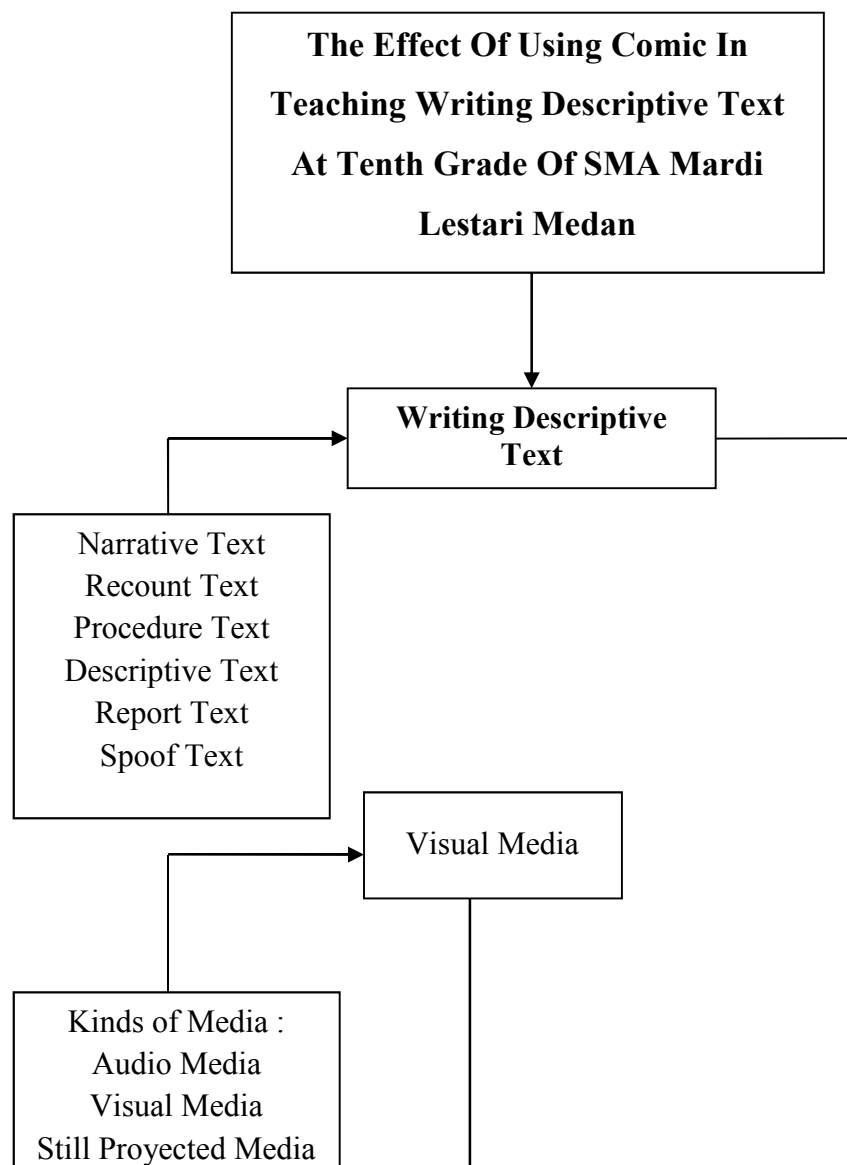 The Effect Of Using Comic In
Teaching Writing Descriptive Text
At Tenth Grade Of SMA Mardi
Lestari Medan
Writing Descriptive
Text
Narrative Text
Recount Text
Procedure Text
Descriptive Text
Report Text
Spoof Text
Visual Media
Kinds of Media :
Audio Media
Visual Media
Still Proyected Media